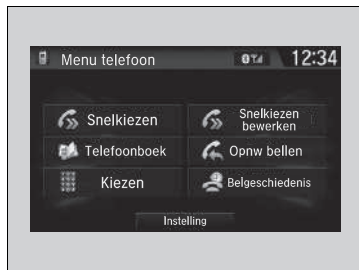 Menu telefoon
12:34
Snelkiezen
Snelkiezen
bewerken
Telefoonboek
Opnw bellen
Kiezen
Belgeschiedenis
Instelling